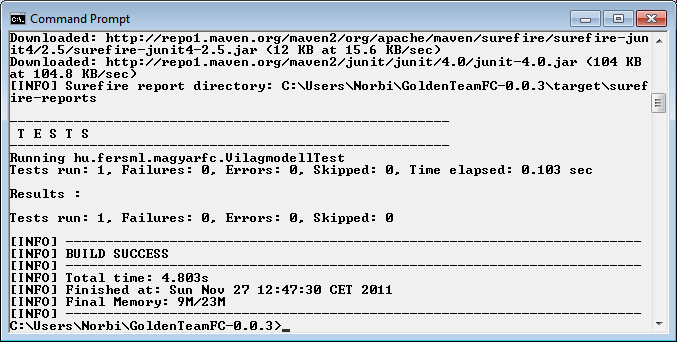 Command Prompt
Downloaded: http://repo1.maven.org/maven2/org/apache/maven/surefire/surefire-jun
it4/2.5/surefire-junit4-2.5.jar (12 KB at 15.6 KB/sec)
Downloaded: http://repo1.maven.org/maven2/junit/junit/4.0/junit-4.0.jar (104 KB
at 104.8 KB/sec)
[INFO] Surefire report directory: C:\Users\Norbi\GoldenTeamFC-0.0.3\target\suref
ire-reports
-------------------------------------------------------
T E S T S
-------------------------------------------------------
Running hu.fersml.magyarfc.VilagmodellTest
Tests run: 1, Failures: 0, Errors: 0, Skipped: 0, Time elapsed: 0.103 sec
Results :
Tests run: 1, Failures: 0, Errors: 0, Skipped: 0
[INFO] ------------------------------------------------------------------------
[INFO] BUILD SUCCESS
[INFO] ------------------------------------------------------------------------
[INFO] Total time: 4.803s
[INFO] Finished at: Sun Nov 27 12:47:30 CET 2011
[INFO] Final Memory: 9M/23M
[INFO] ------------------------------------------------------------------------
C:\Users\Norbi\GoldenTeamFC-0.0.3>_